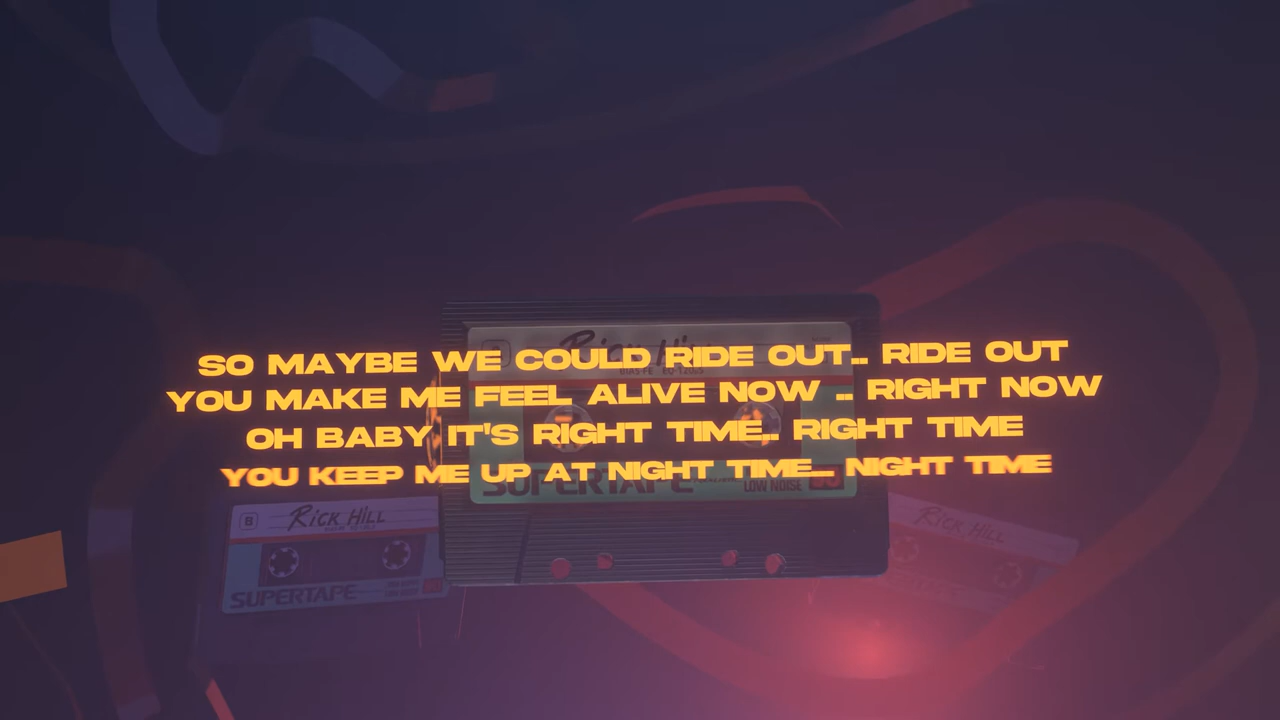 SO MAYBE WE COULD RIDE OUT.. RIDE OUT
YOU MAKE ME FEEL ALIVE NOW .. RIGHT NOW
OH BABY IT'S RIGHT TIME.. RIGHT TIME
YOU KEEP ME UP AT NIGHT TIME... NIGHT TIME
Rick Hill
SUPERTAPE
LOW NOISE
B
Rick Hill
SUPERTAPE
Rick Hill